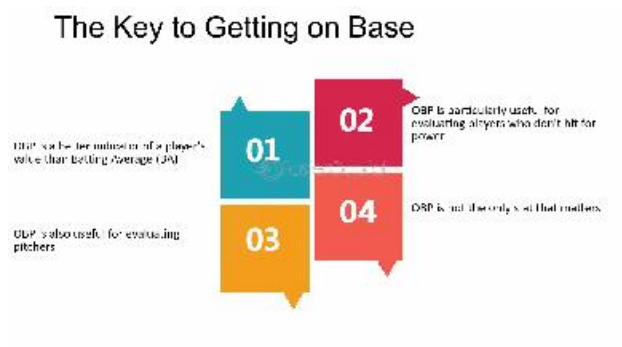 The Key to Getting on Base
01
OBP is a better indicator of a player's
value than Batting Average (BA)
02
OBP is particularly useful for
evaluating players who don't hit for
power
03
OBP is also useful for evaluating
pitchers
04
OBP is not the only stat that matters